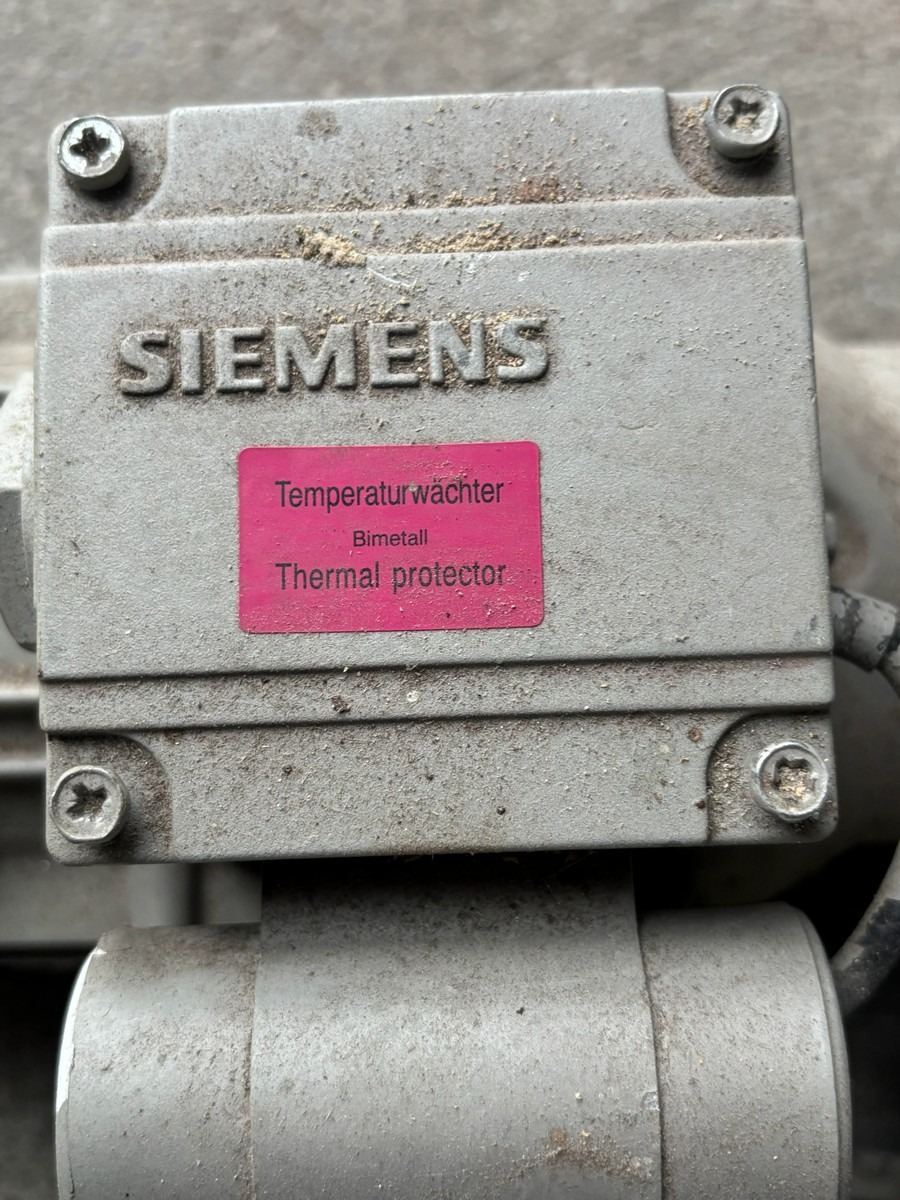 SIEMENS
Temperaturwächter
Bimetall
Thermal protector